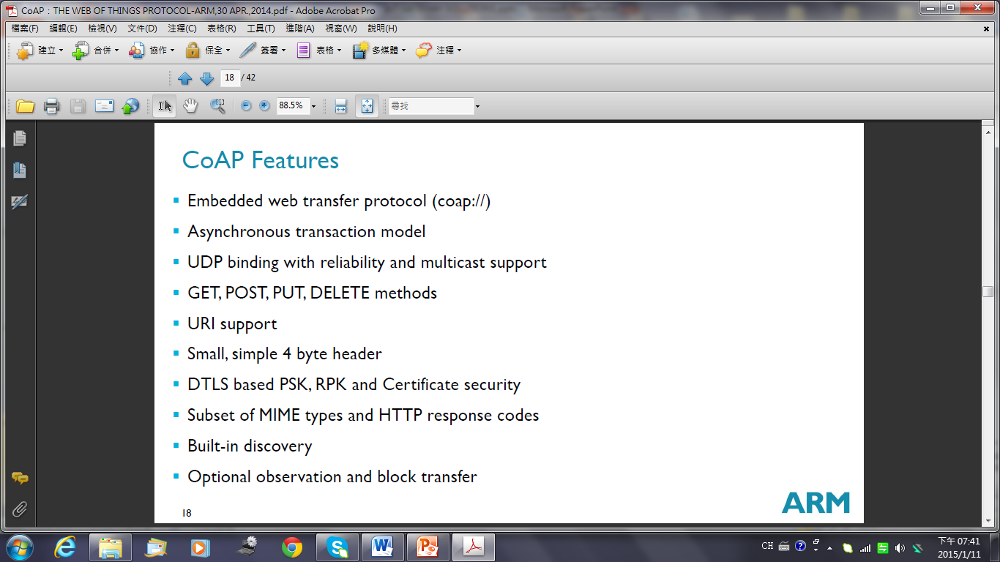 CoAP：THE WEB OF THINGS PROTOCOL-ARM,30 APR.,2014.pdf - Adobe Acrobat Pro
檔案(F) 編輯(E) 檢視(V) 文件(D) 注釋(C) 表格(R) 工具(T) 進階(A) 視窗(W) 說明(H)
建立 合併 協作 保全 簽署 表格 多媒體 注釋
18 / 42
88.5% 尋找
CoAP Features
Embedded web transfer protocol (coap://)
Asynchronous transaction model
UDP binding with reliability and multicast support
GET, POST, PUT, DELETE methods
URI support
Small, simple 4 byte header
DTLS based PSK, RPK and Certificate security
Subset of MIME types and HTTP response codes
Built-in discovery
Optional observation and block transfer
18
ARM
CH
下午 07:41
2015/1/11